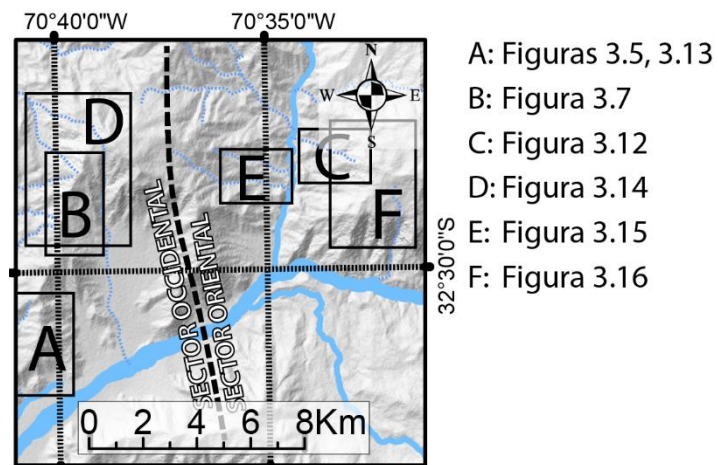 70°40'0"W 70°35'0"W
N
W E
S
D
B
E
C
F
A
32°30'0"S
SECTOR OCCIDENTAL
SECTOR ORIENTAL
0 2 4 6 8Km
A: Figuras 3.5, 3.13
B: Figura 3.7
C: Figura 3.12
D: Figura 3.14
E: Figura 3.15
F: Figura 3.16